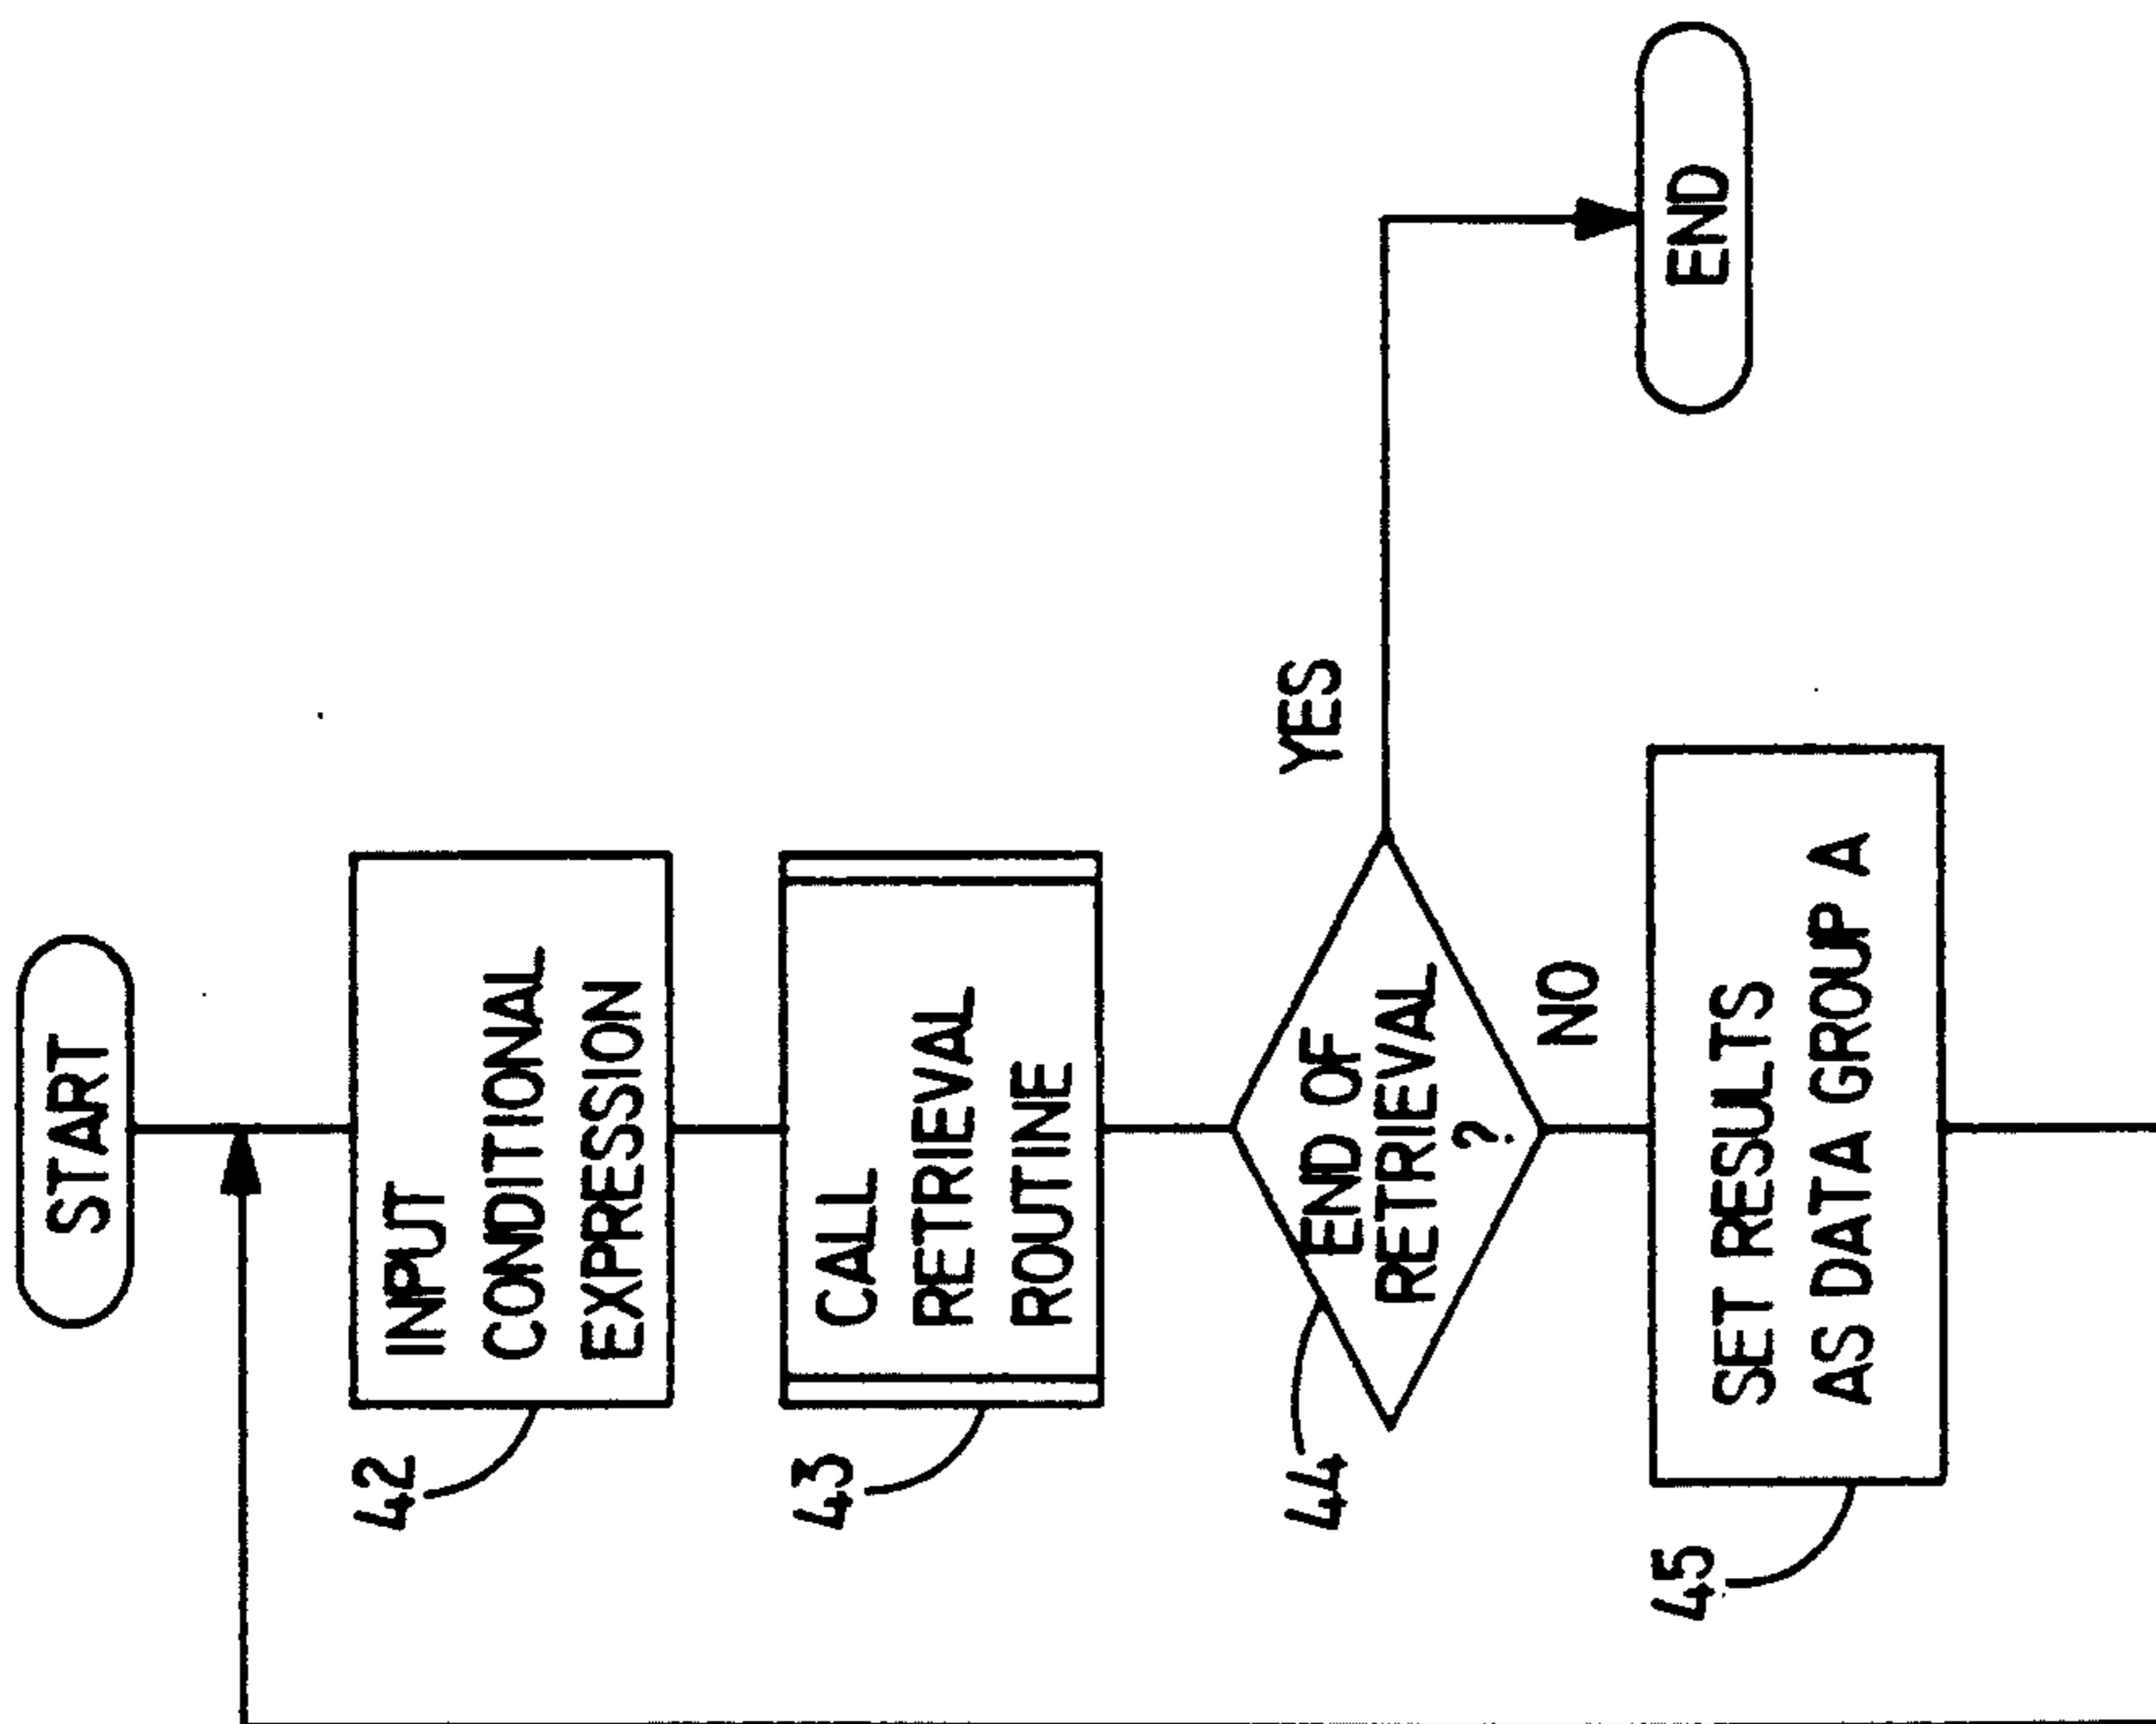 START
42
INPUT
CONDITIONAL
EXPRESSION
43
CALL
RETRIEVAL
ROUTINE
44
END OF
RETRIEVAL
?
YES
NO
END
45
SET RESULTS
AS DATA GROUP A